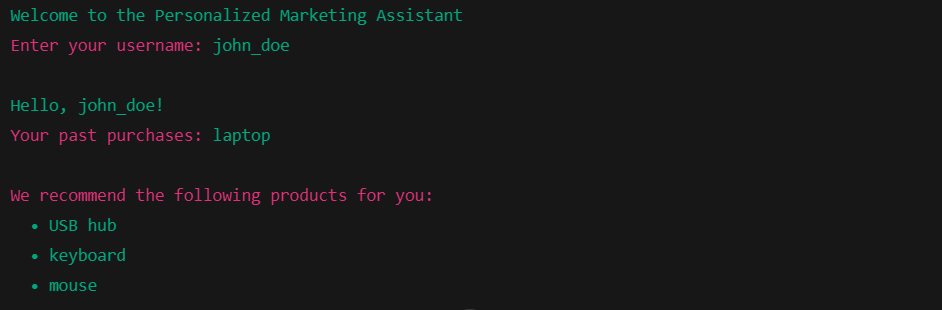 Welcome to the Personalized Marketing Assistant
Enter your username: john_doe
Hello, john_doe!
Your past purchases: laptop
We recommend the following products for you:
• USB hub
• keyboard
• mouse